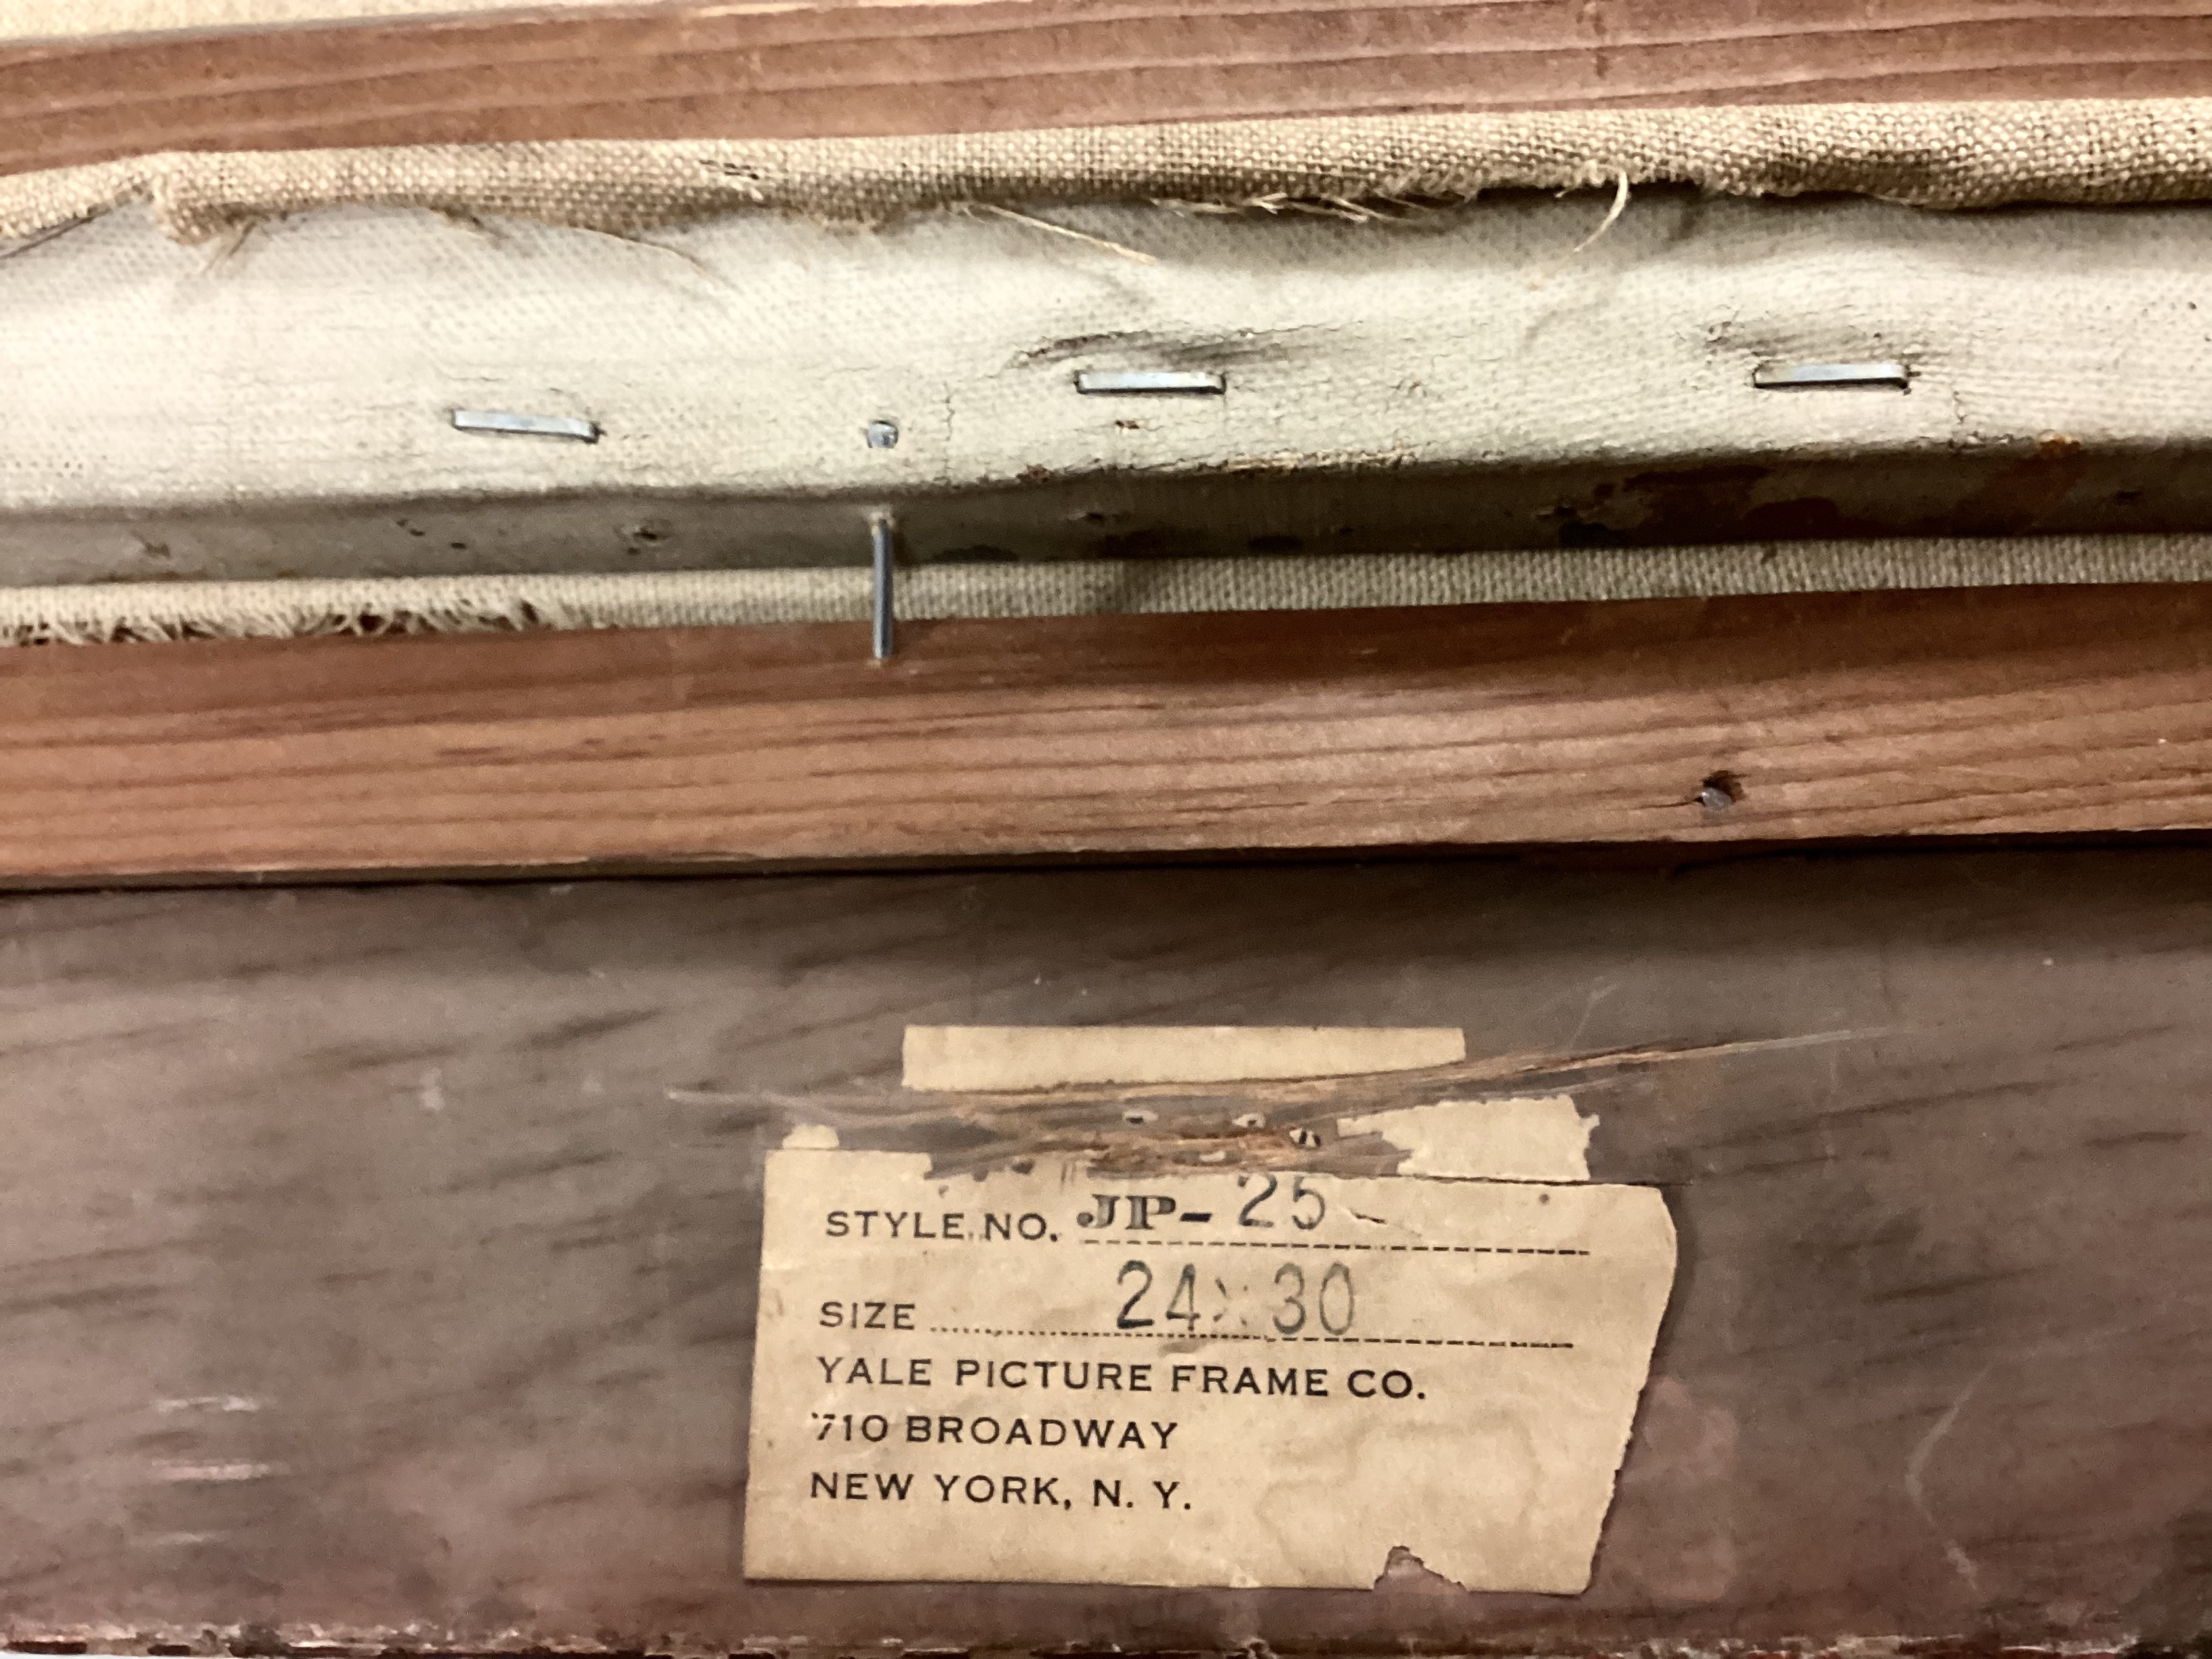 STYLE NO. JP-25
SIZE 24X30
YALE PICTURE FRAME CO.
710 BROADWAY
NEW YORK, N. Y.